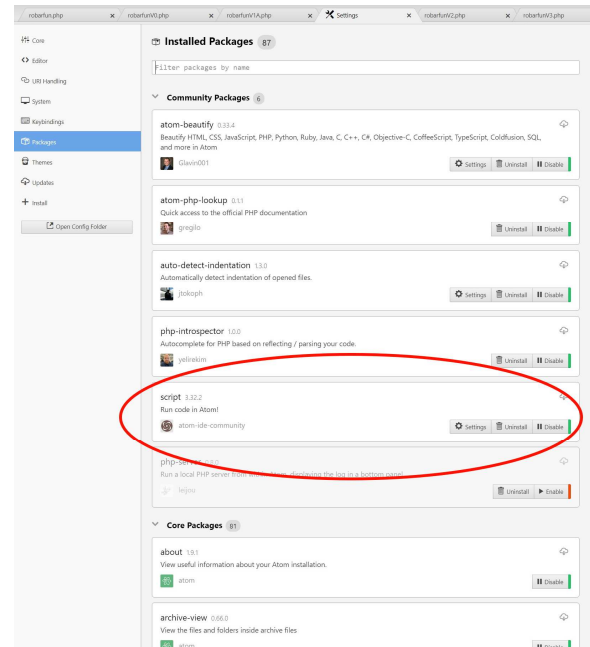 robarfun.php
robarfunV0.php
robarfunV1A.php
Settings
robarfunV2.php
robarfunV3.php
Core
Editor
URI Handling
System
Keybindings
Packages
Themes
Updates
Install
Open Config Folder
Installed Packages 87
Filter packages by name
Community Packages 6
atom-beautify 0.33.4
Beautify HTML, CSS, JavaScript, PHP, Python, Ruby, Java, C, C++, C#, Objective-C, CoffeeScript, TypeScript, Coldfusion, SQL,
and more in Atom
Glavin001
Settings Uninstall Disable
atom-php-lookup 0.1.1
Quick access to the official PHP documentation
gregilo
Uninstall Disable
auto-detect-indentation 1.3.0
Automatically detect indentation of opened files.
jtokoph
Settings Uninstall Disable
php-introspector 1.0.0
Autocomplete for PHP based on reflecting / parsing your code.
yelirekim
Uninstall Disable
script 3.32.2
Run code in Atom!
atom-ide-community
Settings Uninstall Disable
php-server
Run a local PHP server from displaying the log in a bottom panel
leijno
Uninstall Enable
Core Packages 81
about 1.9.1
View useful information about your Atom installation.
atom
Disable
archive-view 0.66.0
View the files and folders inside archive files
atom
Disable